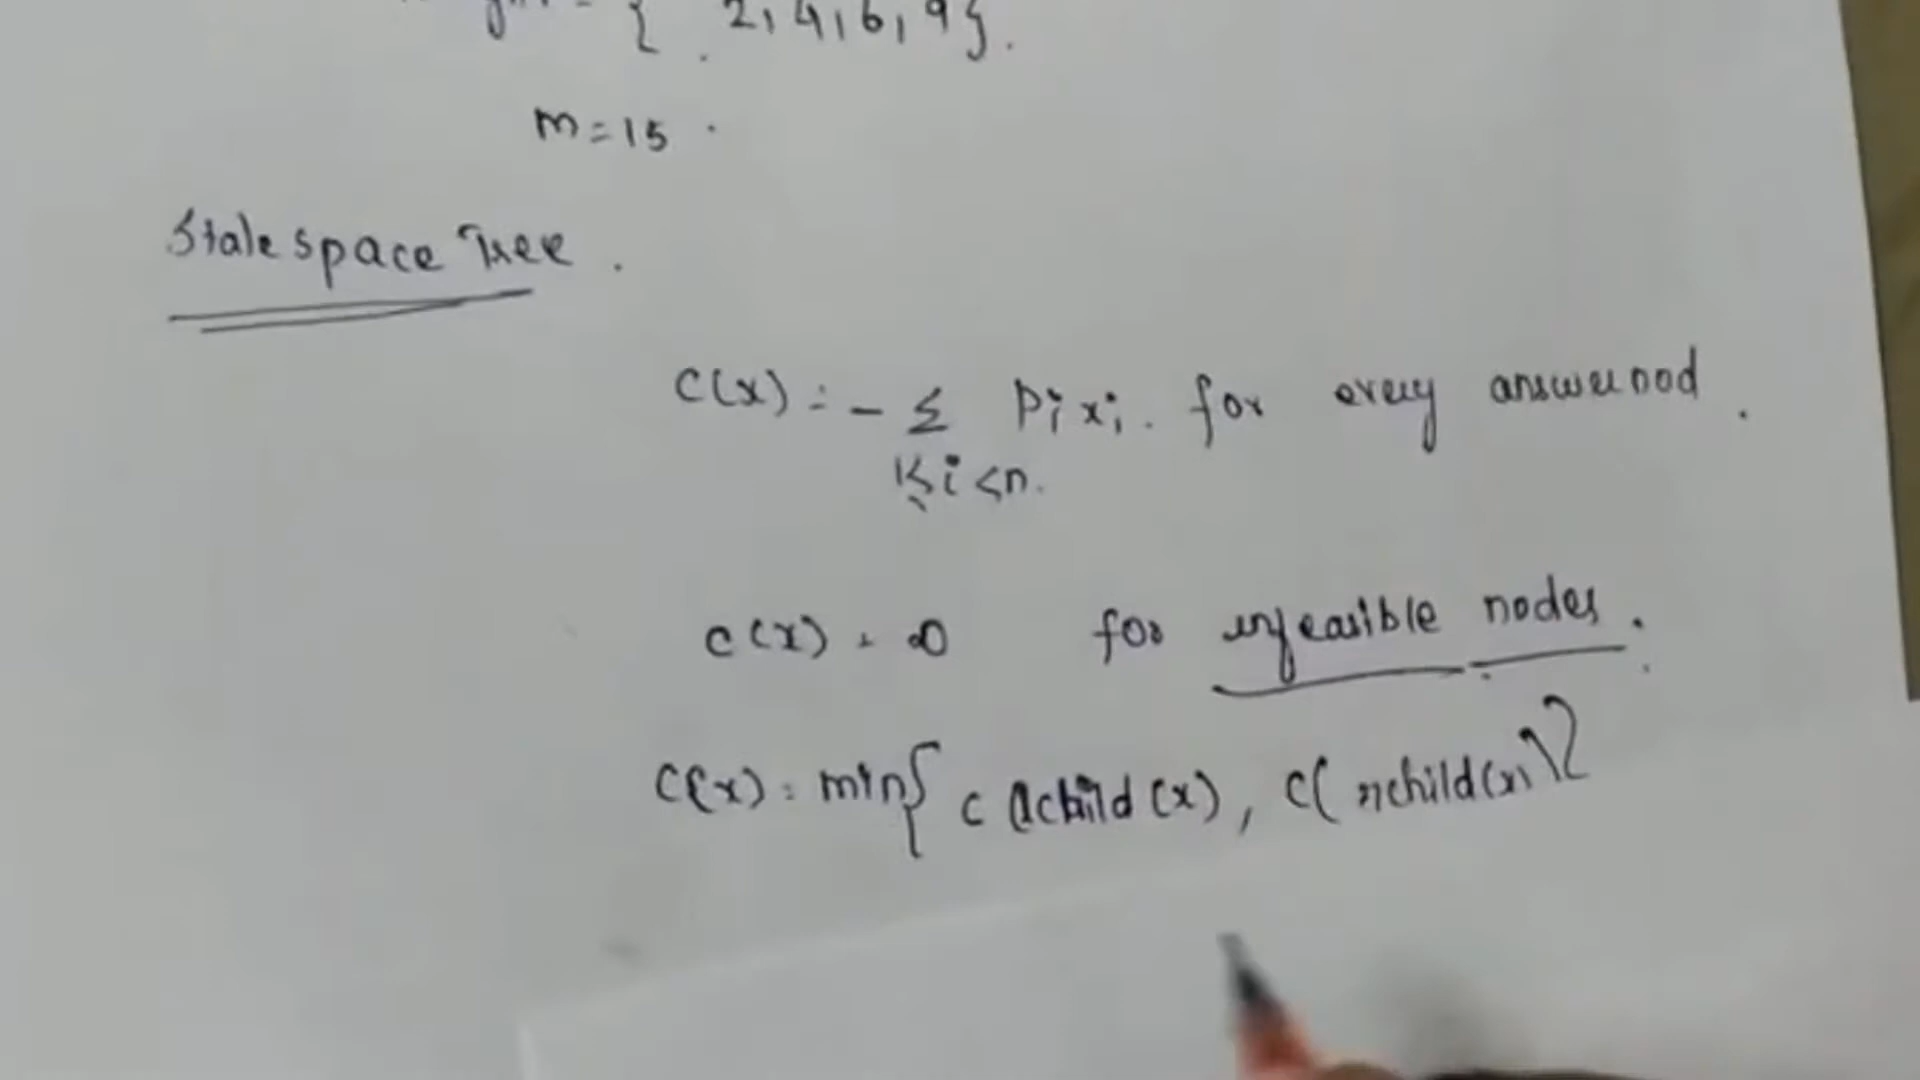 { 2, 4, 6, 9}.
m = 15
State space Tree.
C(x) = - Σ Pi xi. for every answer nod
1≤i<n.
C(x) = ∞ for infeasible nodes.
C(x) = min{ C lchild (x), C( rchild(x) ) }